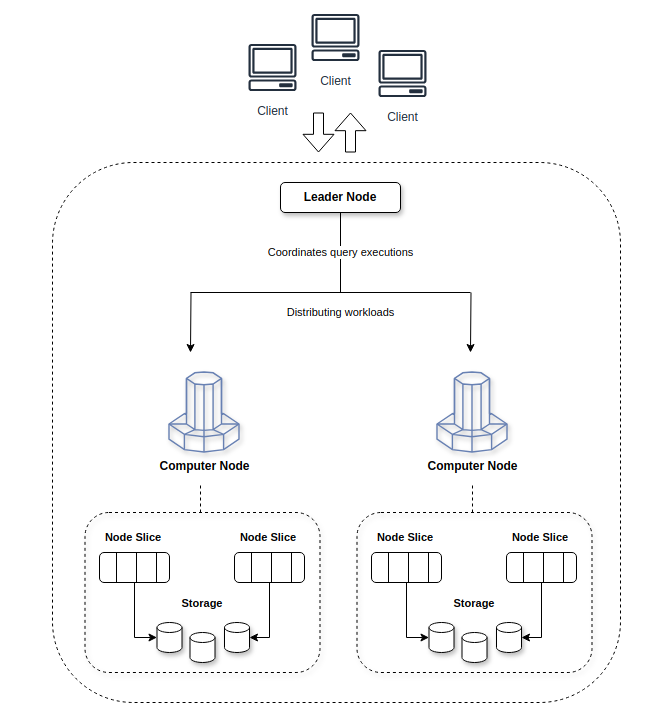 Client
Client
Client
Leader Node
Coordinates query executions
Distributing workloads
Computer Node
Computer Node
Node Slice
Node Slice
Node Slice
Node Slice
Storage
Storage